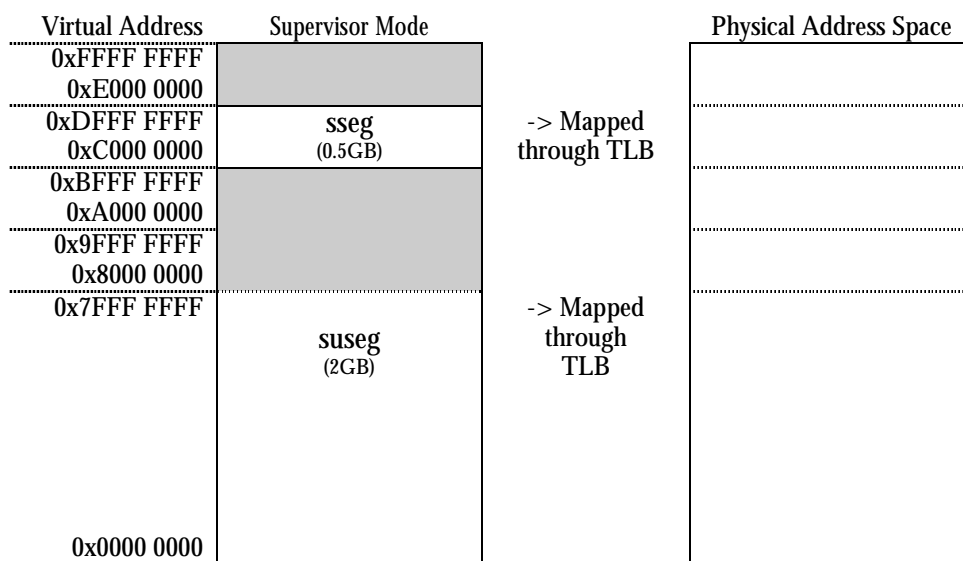 Virtual Address Supervisor Mode Physical Address Space
0xFFFF FFFF
0xE000 0000
0xDFFF FFFF sseg -> Mapped
0xC000 0000 (0.5GB) through TLB
0xBFFF FFFF
0xA000 0000
0x9FFF FFFF
0x8000 0000
0x7FFF FFFF -> Mapped
suseg through
(2GB) TLB
0x0000 0000